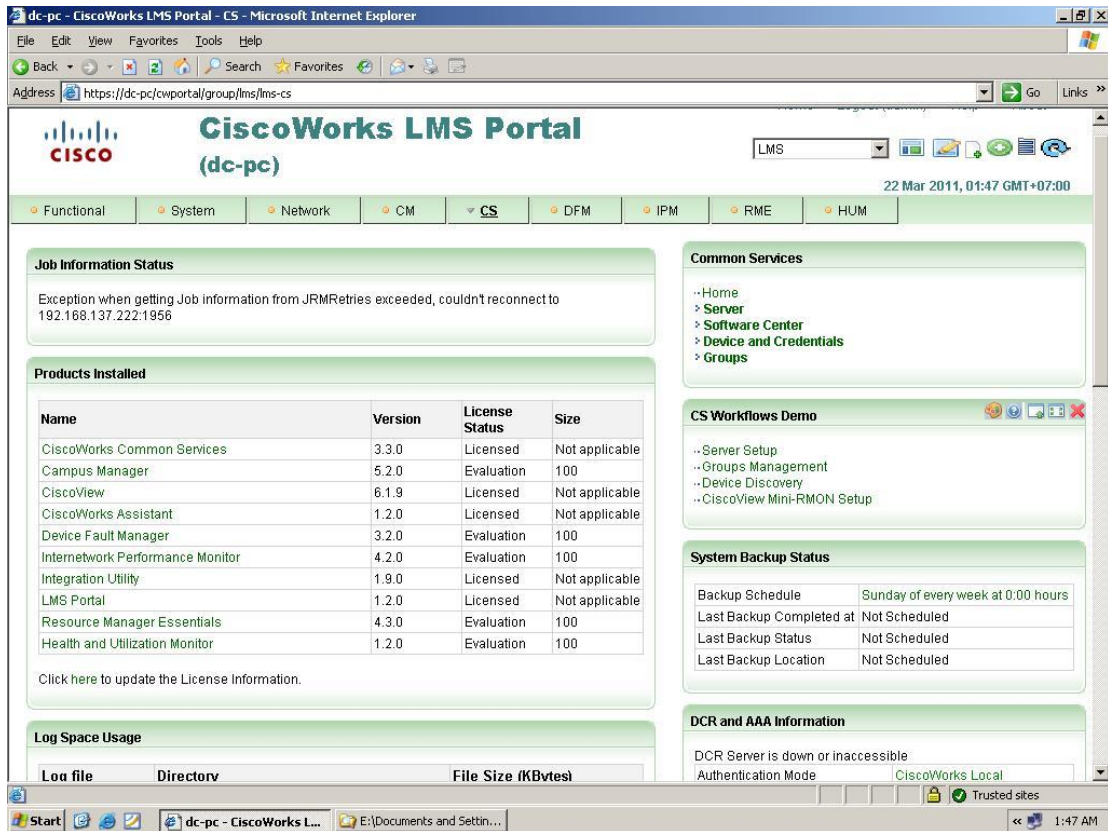 dc-pc - CiscoWorks LMS Portal - CS - Microsoft Internet Explorer
File Edit View Favorites Tools Help
Back Search Favorites
Address https://dc-pc/cwportal/group/lms/lms-cs Go Links »
CISCO
CiscoWorks LMS Portal
(dc-pc)
LMS
22 Mar 2011, 01:47 GMT+07:00
Functional System Network CM CS DFM IPM RME HUM
Job Information Status
Exception when getting Job information from JRMRetries exceeded, couldn't reconnect to
192.168.137.222:1956
Products Installed
Name Version License Status Size
CiscoWorks Common Services 3.3.0 Licensed Not applicable
Campus Manager 5.2.0 Evaluation 100
CiscoView 6.1.9 Licensed Not applicable
CiscoWorks Assistant 1.2.0 Licensed Not applicable
Device Fault Manager 3.2.0 Evaluation 100
Internetwork Performance Monitor 4.2.0 Evaluation 100
Integration Utility 1.9.0 Licensed Not applicable
LMS Portal 1.2.0 Licensed Not applicable
Resource Manager Essentials 4.3.0 Evaluation 100
Health and Utilization Monitor 1.2.0 Evaluation 100
Click here to update the License Information.
Log Space Usage
Log file Directory File Size (KBytes)
Common Services
Home
Server
Software Center
Device and Credentials
Groups
CS Workflows Demo
Server Setup
Groups Management
Device Discovery
CiscoView Mini-RMON Setup
System Backup Status
Backup Schedule Sunday of every week at 0:00 hours
Last Backup Completed at Not Scheduled
Last Backup Status Not Scheduled
Last Backup Location Not Scheduled
DCR and AAA Information
DCR Server is down or inaccessible
Authentication Mode CiscoWorks Local
Trusted sites
Start dc-pc - CiscoWorks L... E:\Documents and Settin... « 1:47 AM